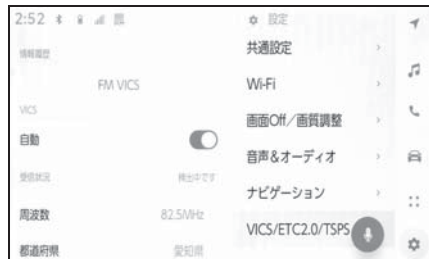 2:52
情報履歴
FM VICS
VICS
自動
受信状況 検出中です
周波数 82.5MHz
都道府県 愛知県
設定
共通設定
Wi-Fi
画面Off/画質調整
音声&オーディオ
ナビゲーション
VICS/ETC2.0/TSPS